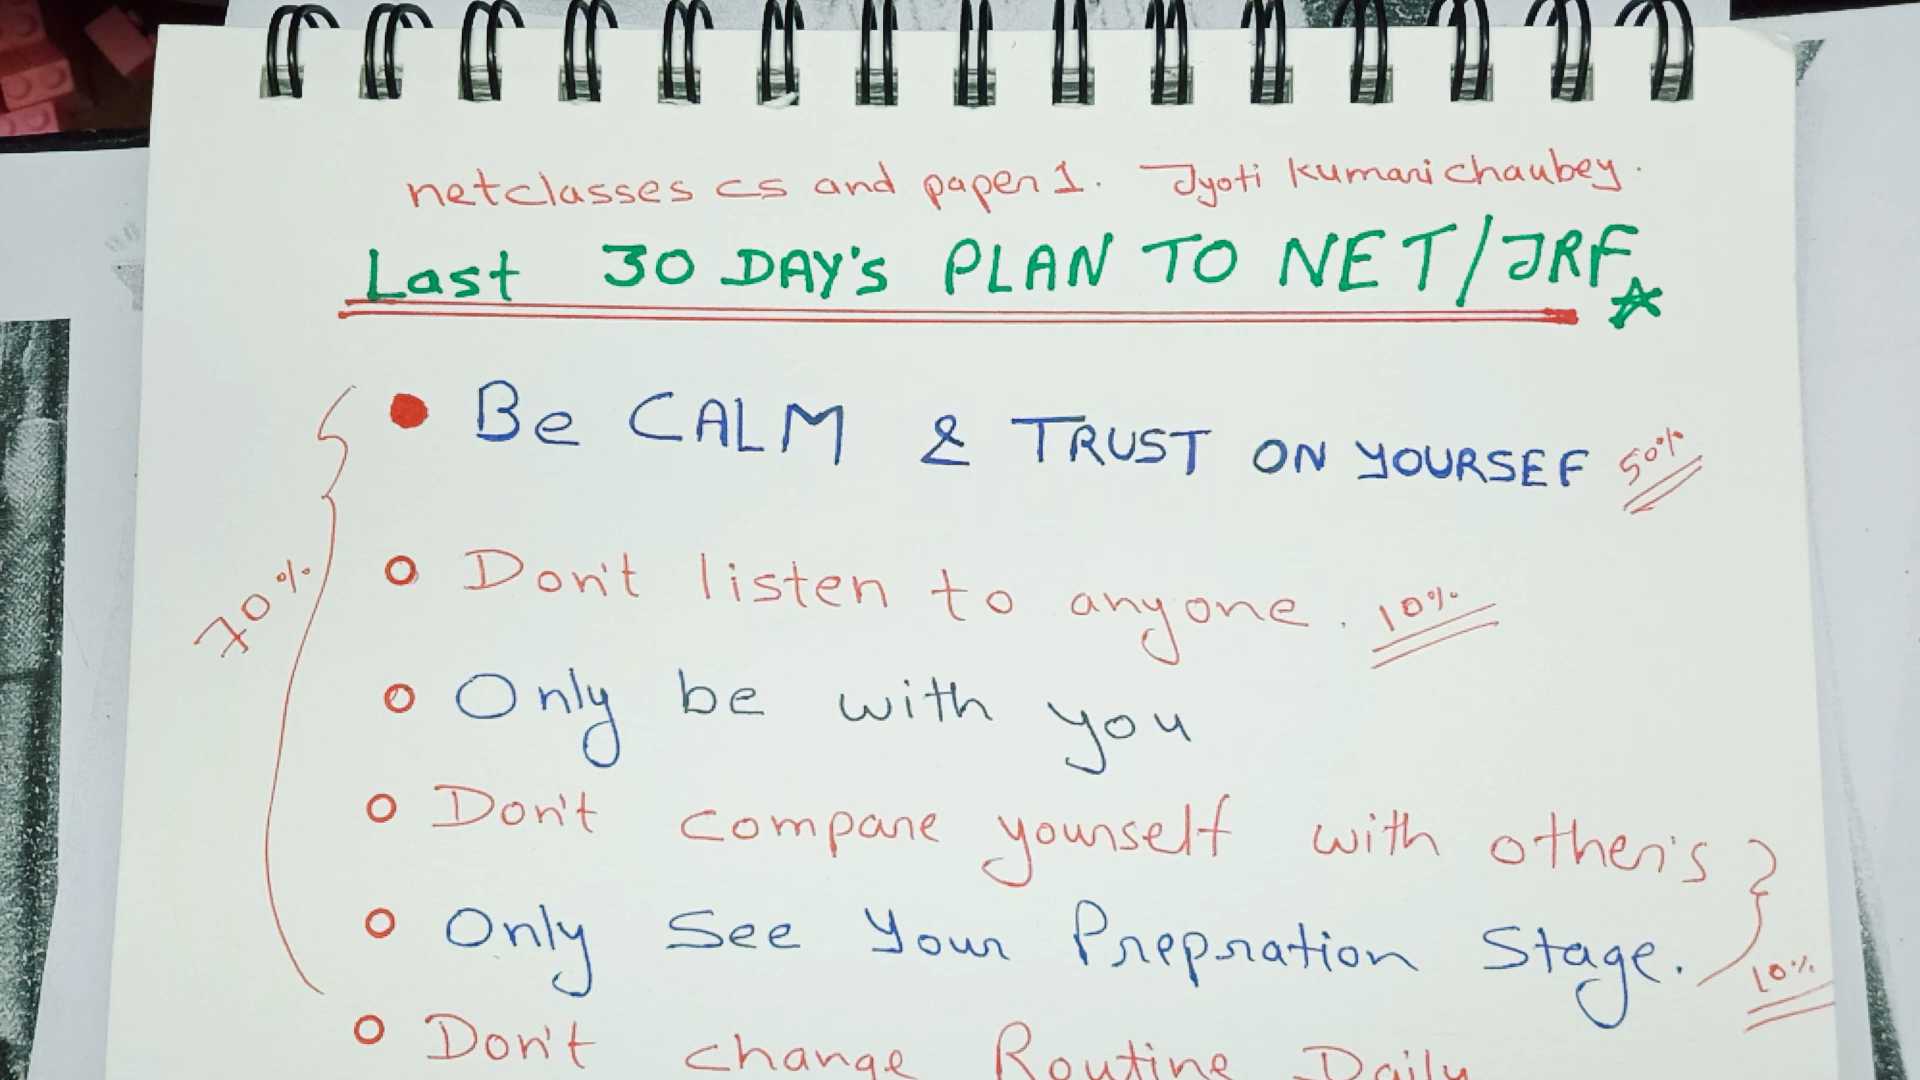 netclasses cs and paper 1. Jyoti kumari chaubey.
Last 30 DAY's PLAN TO NET/JRF
Be CALM & TRUST ON YOURSEF 50%
Don't listen to anyone. 10%
Only be with you
Don't compare yourself with other's
Only See Your Prepration Stage.
10%
70%
Don't change Routine Daily